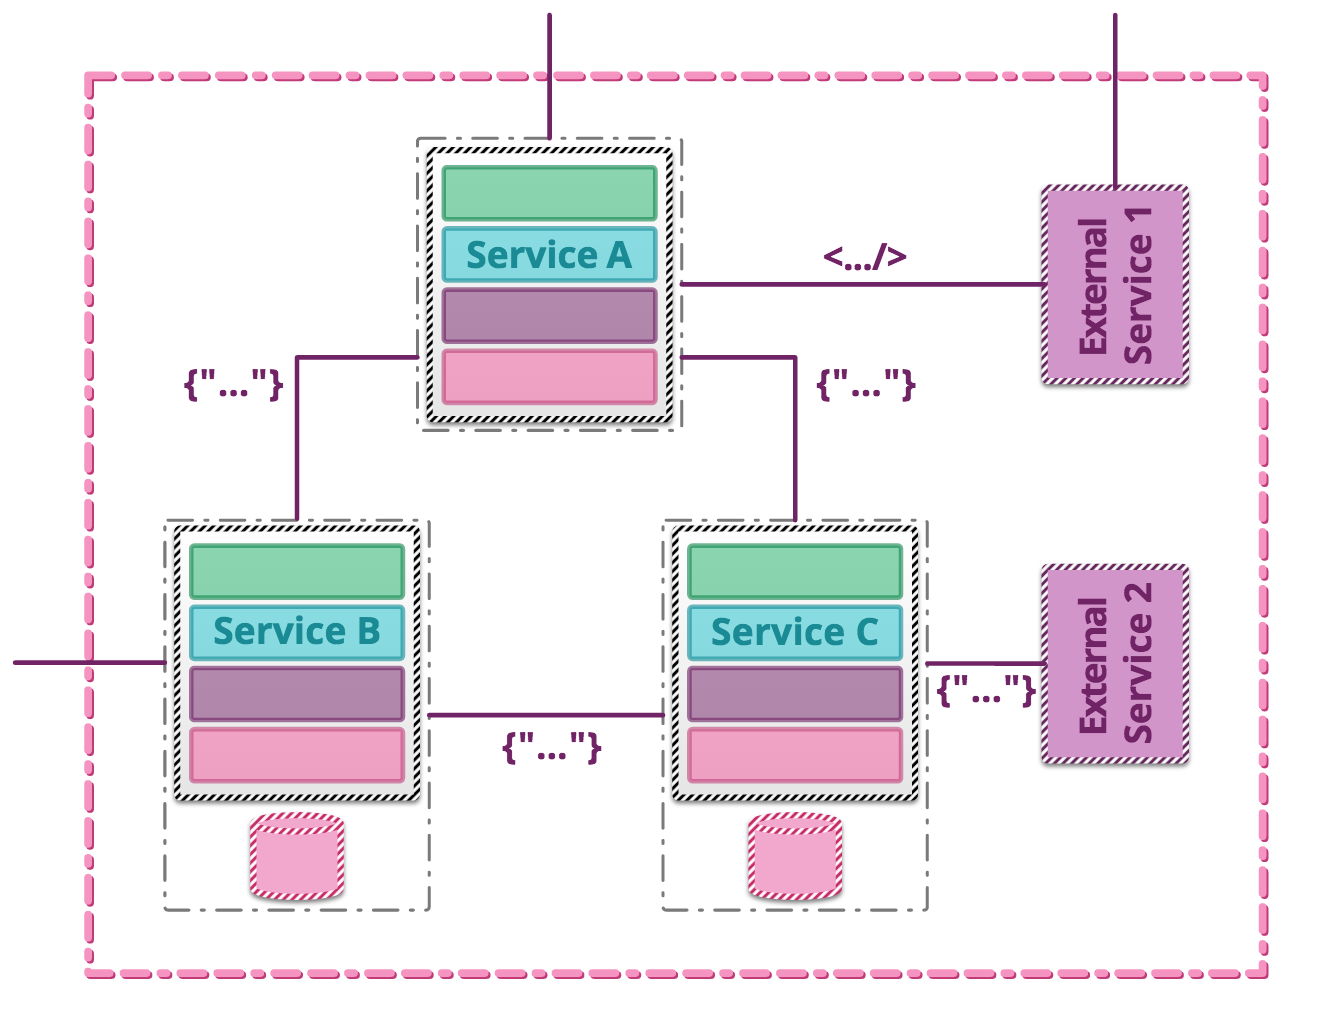 Service A
<.../>
External
Service 1
{"..."}
{"..."}
Service B
Service C
External
Service 2
{"..."}
{"..."}